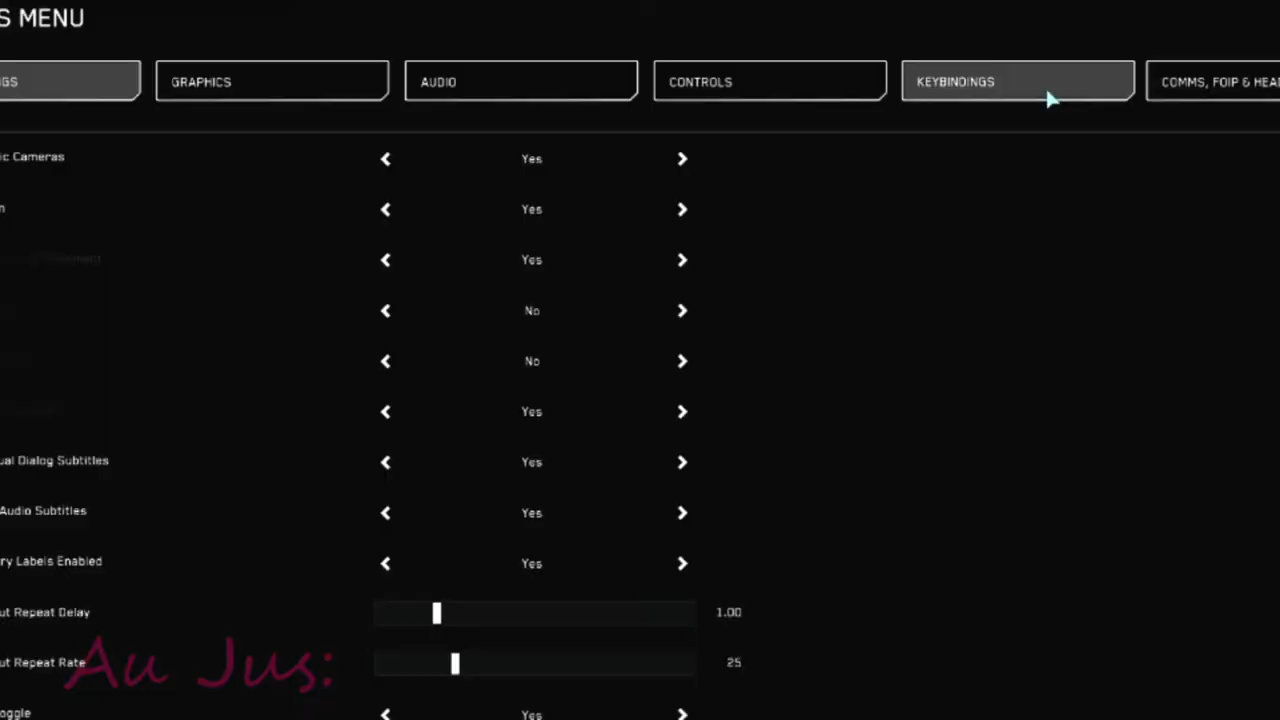 S MENU
GS GRAPHICS AUDIO CONTROLS KEYBINDINGS COMMS, FOIP & HEAD
ic Cameras Yes
n Yes
Yes
No
No
Yes
ual Dialog Subtitles Yes
Audio Subtitles Yes
ry Labels Enabled Yes
ut Repeat Delay 1.00
ut Repeat Rate 25
Au Jus:
oggle Yes